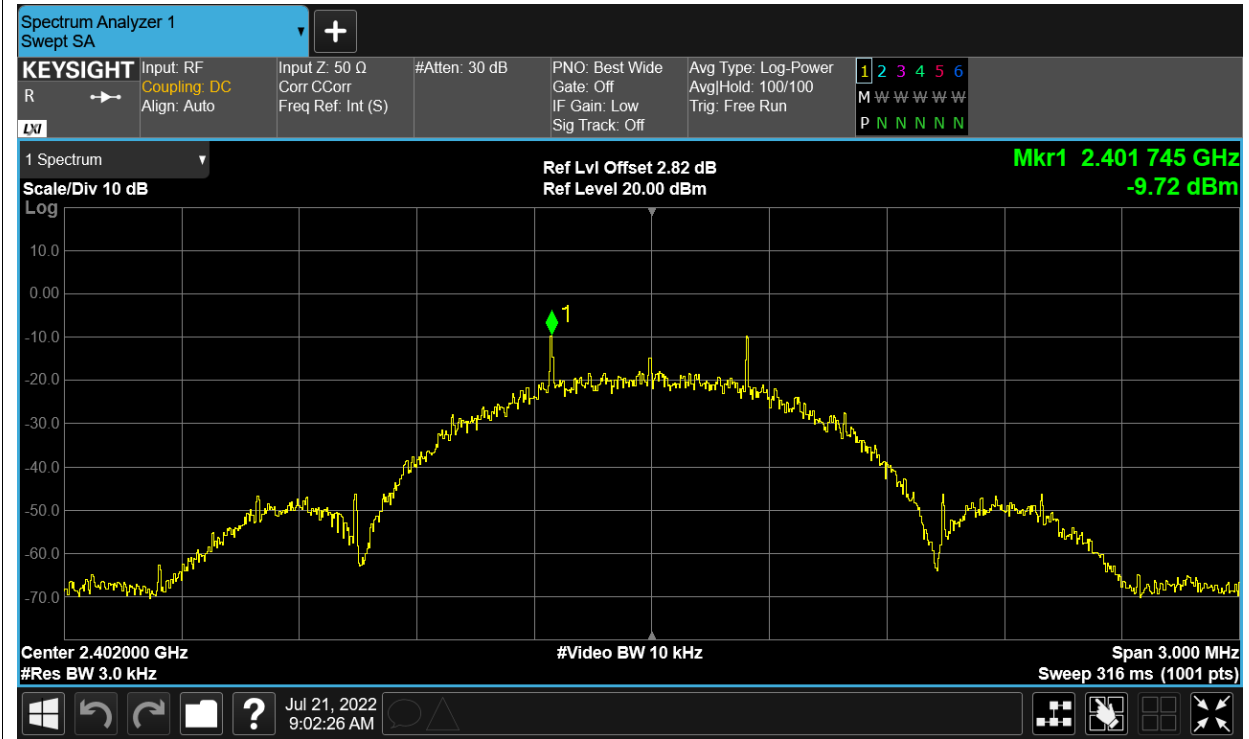 Spectrum Analyzer 1
Swept SA
KEYSIGHT
R
LXI
Input: RF
Coupling: DC
Align: Auto
Input Z: 50 Ω
Corr CCorr
Freq Ref: Int (S)
#Atten: 30 dB
PNO: Best Wide
Gate: Off
IF Gain: Low
Sig Track: Off
Avg Type: Log-Power
Avg|Hold: 100/100
Trig: Free Run
1 2 3 4 5 6
M W W W W W
P N N N N N
1 Spectrum
Scale/Div 10 dB
Ref Lvl Offset 2.82 dB
Ref Level 20.00 dBm
Mkr1 2.401 745 GHz
-9.72 dBm
Log
10.0
0.00
-10.0
-20.0
-30.0
-40.0
-50.0
-60.0
-70.0
1
Center 2.402000 GHz
#Video BW 10 kHz
Span 3.000 MHz
#Res BW 3.0 kHz
Sweep 316 ms (1001 pts)
?
Jul 21, 2022
9:02:26 AM